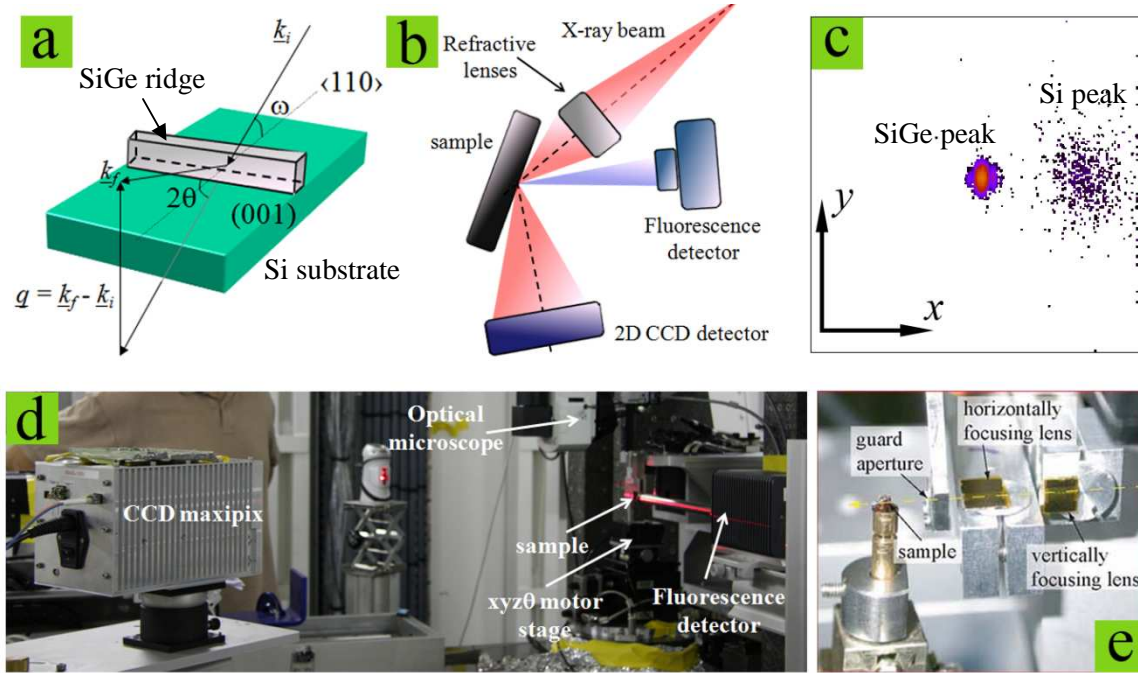 a
k_i
SiGe ridge
‹110›
ω
k_f
2θ
(001)
Si substrate
q = k_f - k_i
b
X-ray beam
Refractive
lenses
sample
Fluorescence
detector
2D CCD detector
c
Si peak
SiGe peak
y
x
d
Optical
microscope
CCD maxipix
sample
xyzθ motor
stage
Fluorescence
detector
horizontally
focusing lens
guard
aperture
sample
vertically
focusing lens
e